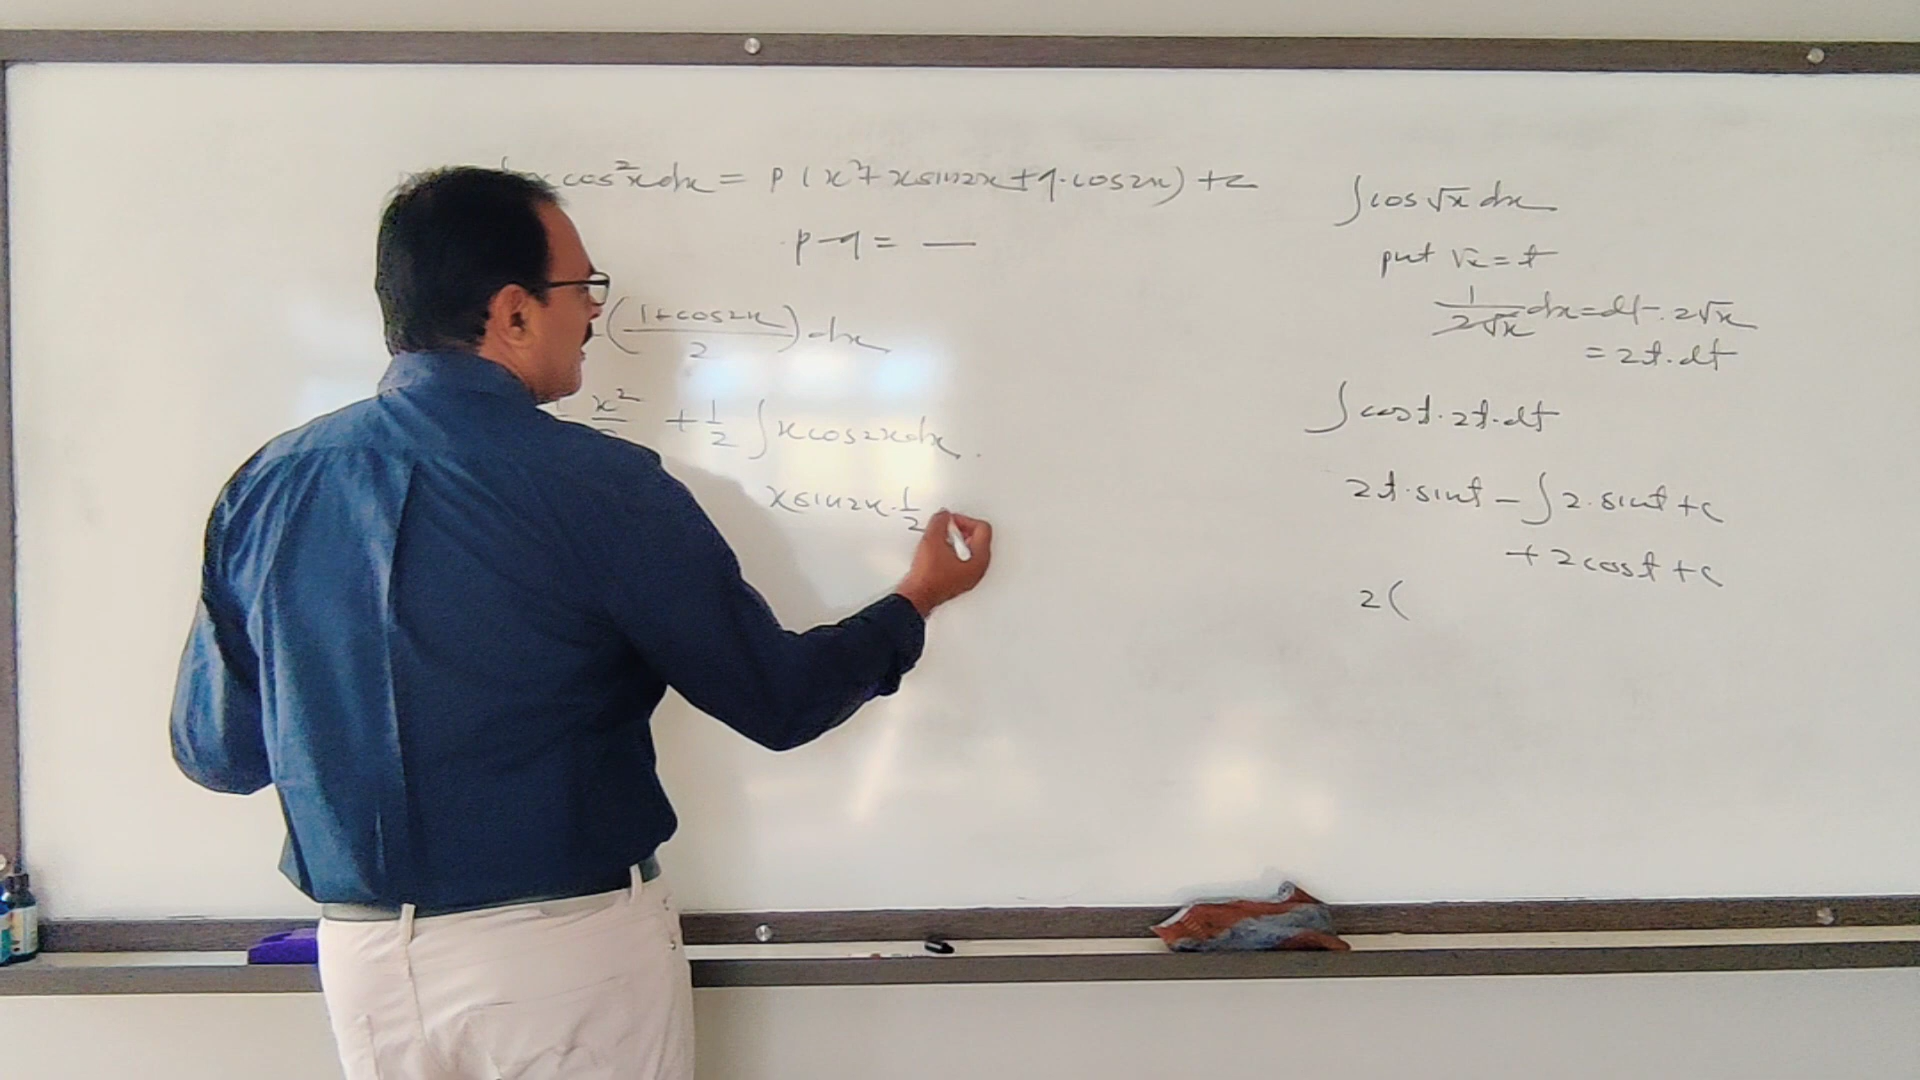 x cos²x dx = p (x² + x sin2x + q · cos2x) + c
p - q = —
(1 + cos2x / 2) dx
x² + 1/2 ∫ x cos2x dx.
x sin2x · 1/2
∫ cos √x dx
put √x = t
1/2√x dx = dt · 2√x
= 2t · dt
∫ cos t · 2t · dt
2t · sin t - ∫ 2 · sin t + c
+ 2 cos t + c
2 (